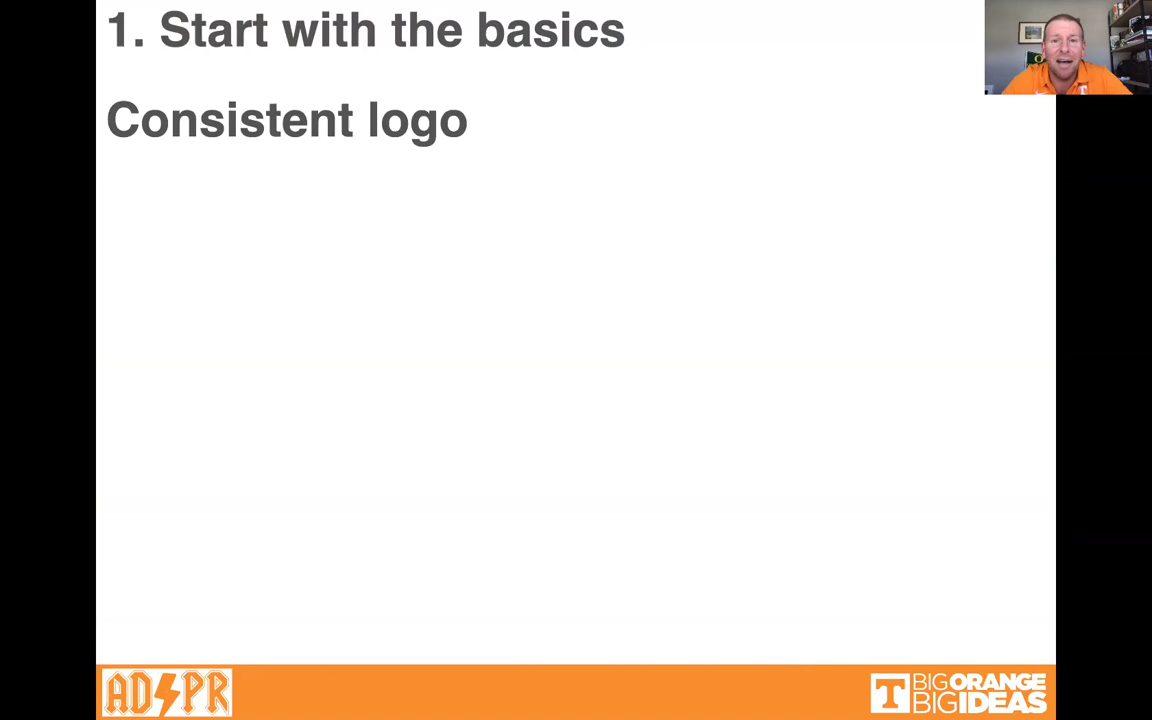 1. Start with the basics
Consistent logo
AD PR
T BIG ORANGE
BIG IDEAS